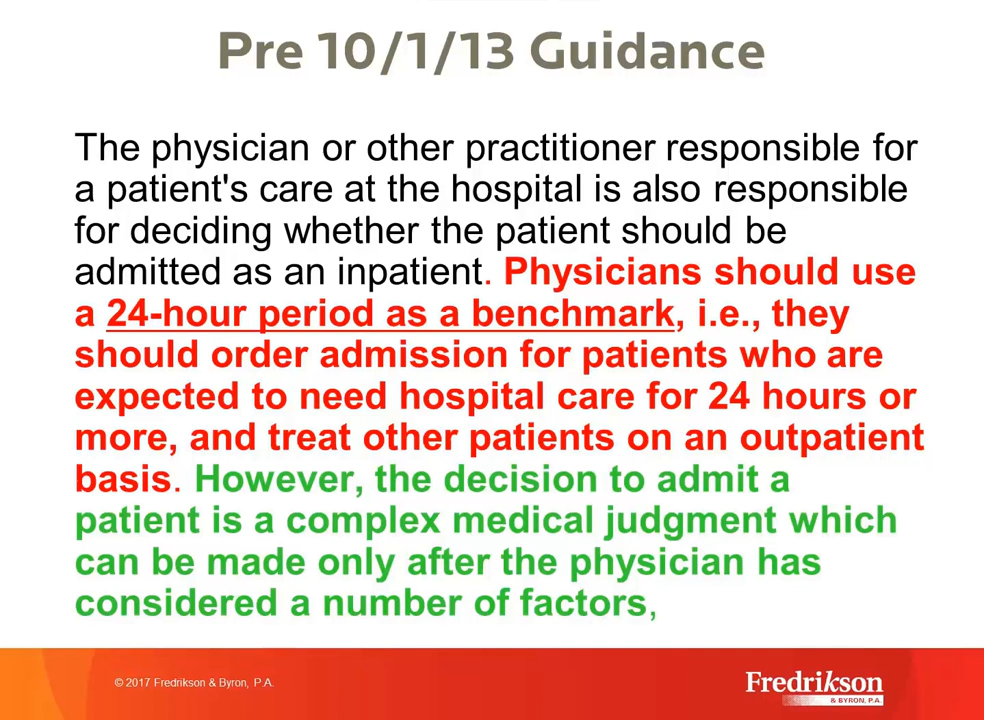 Pre 10/1/13 Guidance
The physician or other practitioner responsible for
a patient's care at the hospital is also responsible
for deciding whether the patient should be
admitted as an inpatient. Physicians should use
a 24-hour period as a benchmark, i.e., they
should order admission for patients who are
expected to need hospital care for 24 hours or
more, and treat other patients on an outpatient
basis. However, the decision to admit a
patient is a complex medical judgment which
can be made only after the physician has
considered a number of factors,
© 2017 Fredrikson & Byron, P.A.
Fredrikson
& BYRON, P.A.